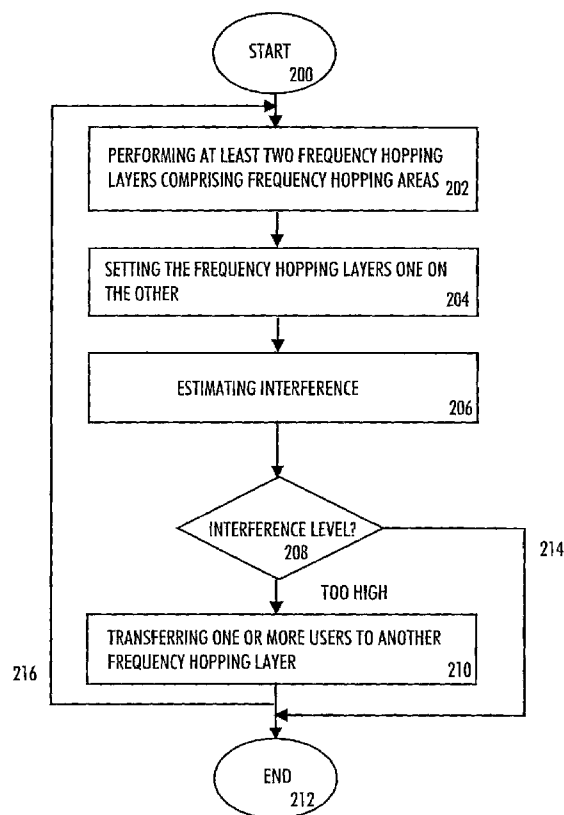 START
200
PERFORMING AT LEAST TWO FREQUENCY HOPPING
LAYERS COMPRISING FREQUENCY HOPPING AREAS 202
SETTING THE FREQUENCY HOPPING LAYERS ONE ON
THE OTHER 204
ESTIMATING INTERFERENCE
206
INTERFERENCE LEVEL?
208
214
TOO HIGH
TRANSFERRING ONE OR MORE USERS TO ANOTHER
FREQUENCY HOPPING LAYER 210
216
END
212